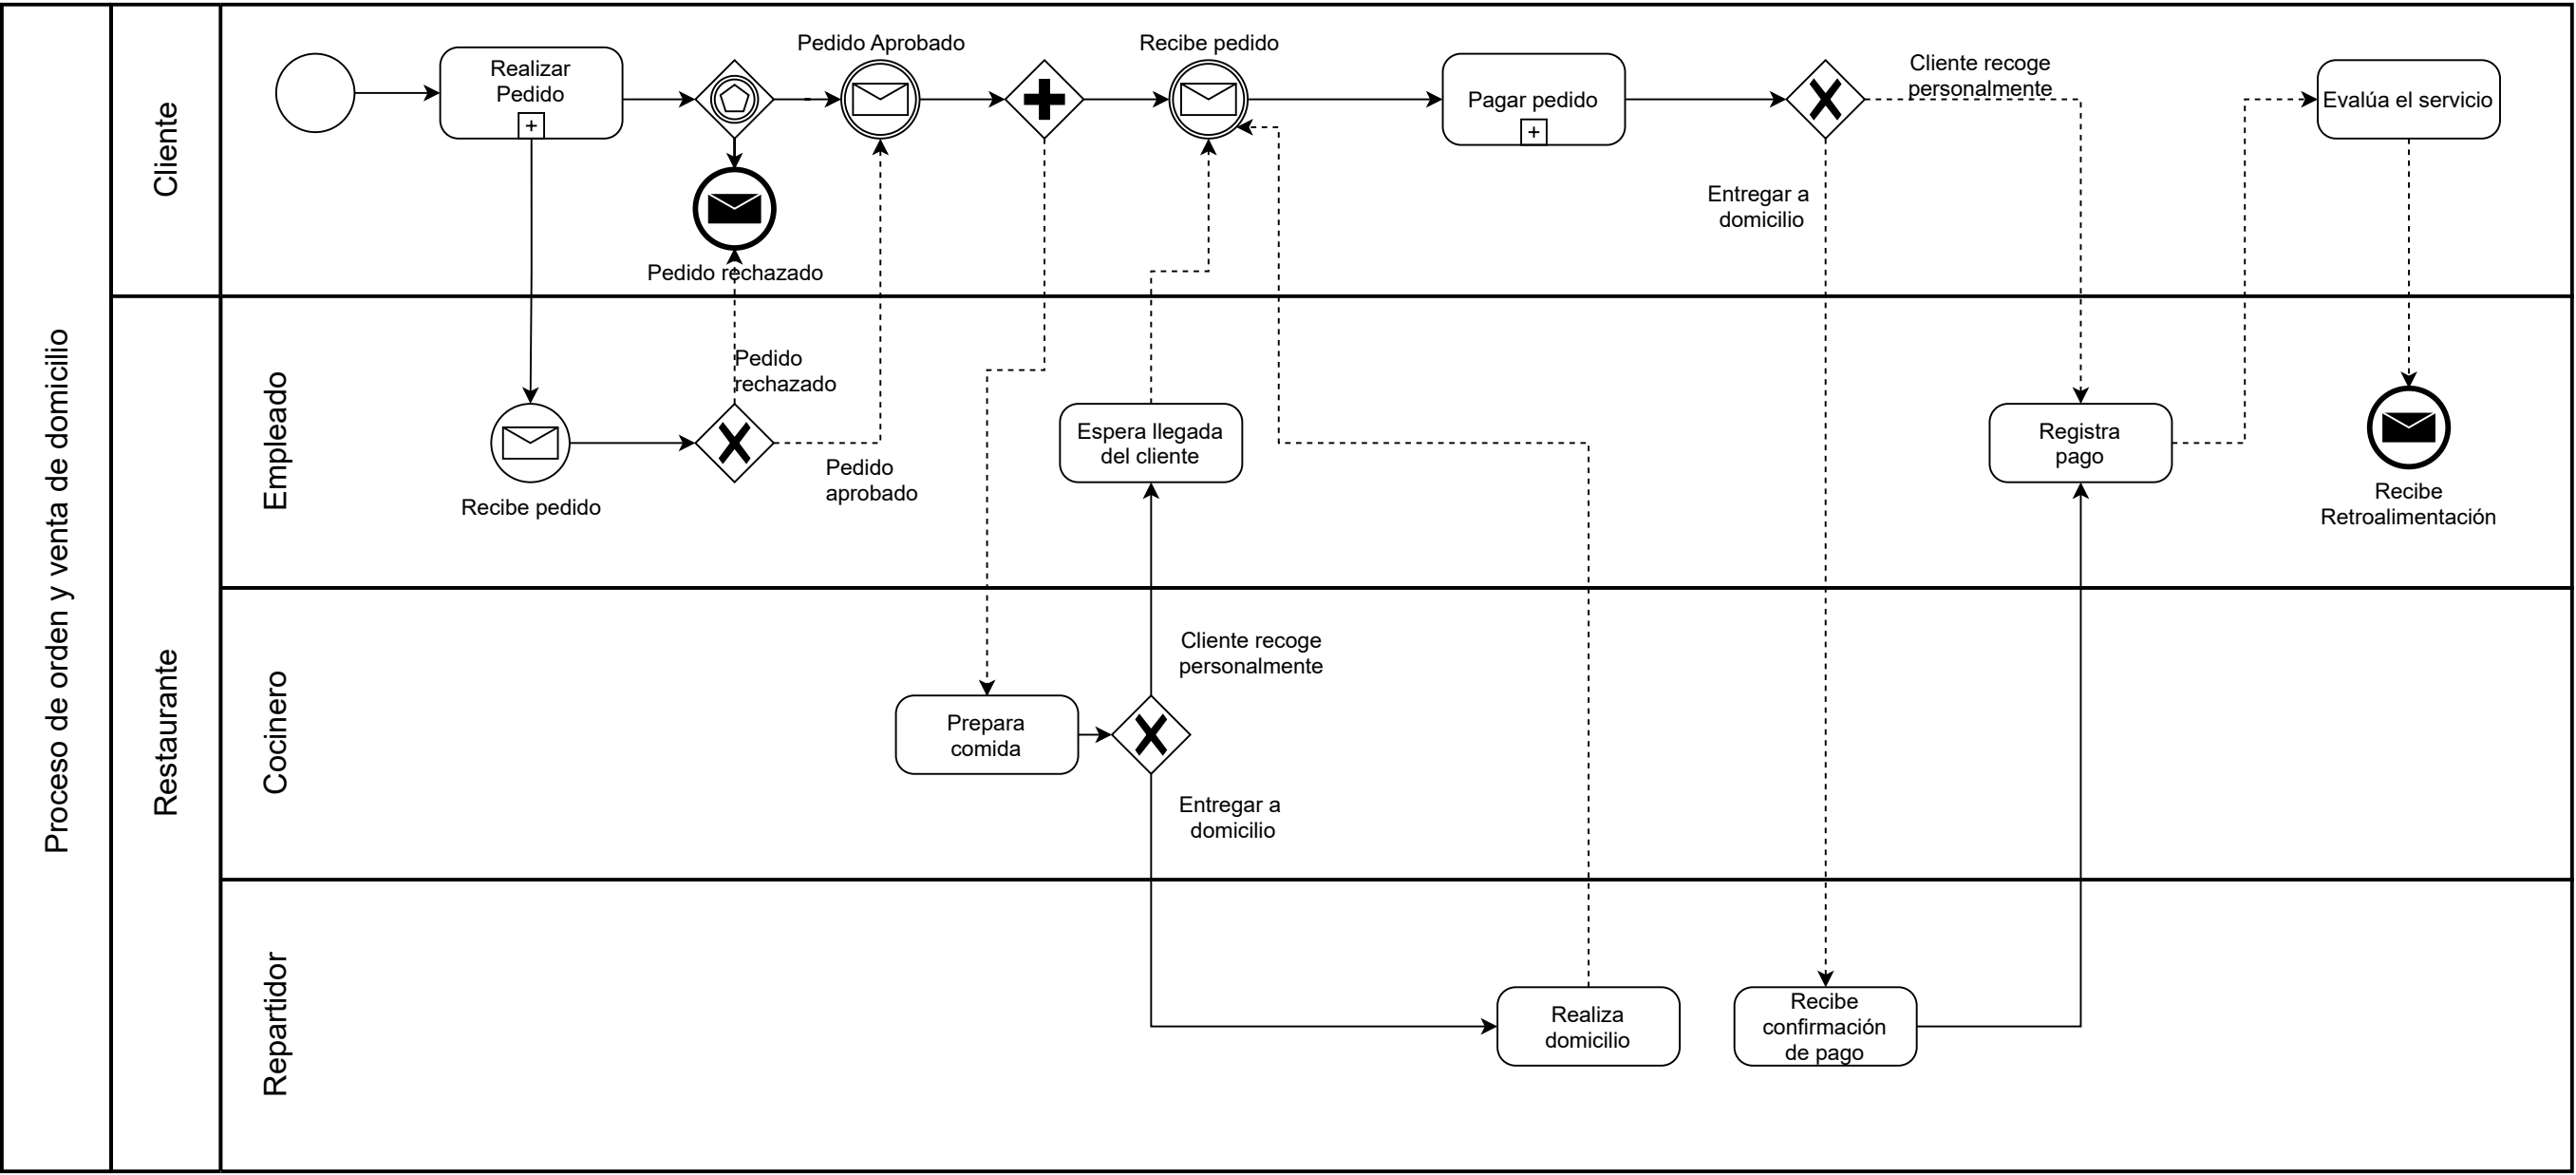 Proceso de orden y venta de domicilio
Cliente
Realizar
Pedido
Pedido Aprobado
Recibe pedido
Pagar pedido
Cliente recoge
personalmente
Evalúa el servicio
Entregar a
domicilio
Pedido rechazado
Restaurante
Empleado
Pedido
rechazado
Recibe pedido
Pedido
aprobado
Espera llegada
del cliente
Registra
pago
Recibe
Retroalimentación
Cocinero
Cliente recoge
personalmente
Prepara
comida
Entregar a
domicilio
Repartidor
Realiza
domicilio
Recibe
confirmación
de pago